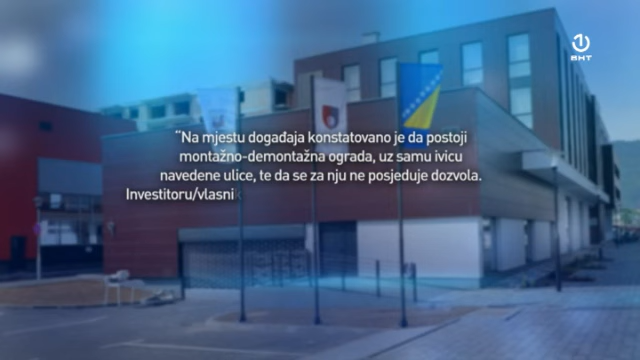 1
BHT
"Na mjestu događaja konstatovano je da postoji
montažno-demontažna ograda, uz samu ivicu
navedene ulice, te da se za nju ne posjeduje dozvola.
Investitoru/vlasni